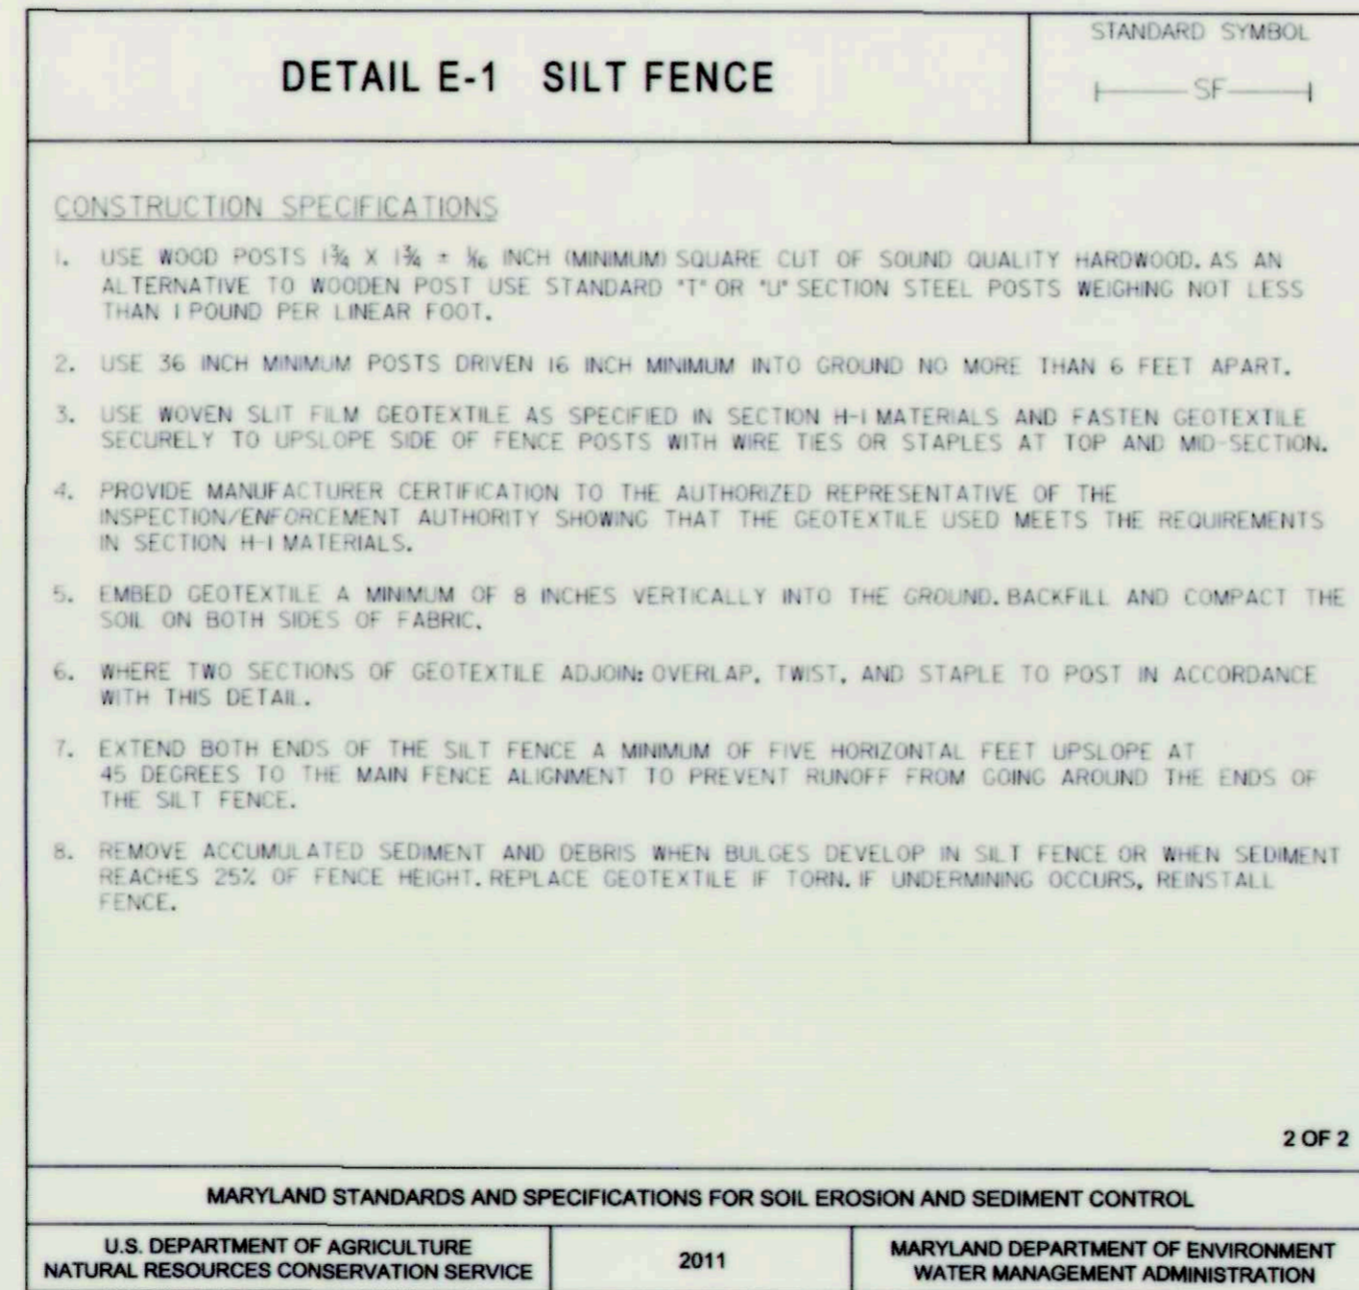 DETAIL E-1 SILT FENCE
STANDARD SYMBOL
SF
CONSTRUCTION SPECIFICATIONS
1. USE WOOD POSTS 1¾ X 1¾ ± 1/16 INCH (MINIMUM) SQUARE CUT OF SOUND QUALITY HARDWOOD. AS AN
ALTERNATIVE TO WOODEN POST USE STANDARD "T" OR "U" SECTION STEEL POSTS WEIGHING NOT LESS
THAN 1 POUND PER LINEAR FOOT.
2. USE 36 INCH MINIMUM POSTS DRIVEN 16 INCH MINIMUM INTO GROUND NO MORE THAN 6 FEET APART.
3. USE WOVEN SLIT FILM GEOTEXTILE AS SPECIFIED IN SECTION H-1 MATERIALS AND FASTEN GEOTEXTILE
SECURELY TO UPSLOPE SIDE OF FENCE POSTS WITH WIRE TIES OR STAPLES AT TOP AND MID-SECTION.
4. PROVIDE MANUFACTURER CERTIFICATION TO THE AUTHORIZED REPRESENTATIVE OF THE
INSPECTION/ENFORCEMENT AUTHORITY SHOWING THAT THE GEOTEXTILE USED MEETS THE REQUIREMENTS
IN SECTION H-1 MATERIALS.
5. EMBED GEOTEXTILE A MINIMUM OF 8 INCHES VERTICALLY INTO THE GROUND. BACKFILL AND COMPACT THE
SOIL ON BOTH SIDES OF FABRIC.
6. WHERE TWO SECTIONS OF GEOTEXTILE ADJOIN: OVERLAP, TWIST, AND STAPLE TO POST IN ACCORDANCE
WITH THIS DETAIL.
7. EXTEND BOTH ENDS OF THE SILT FENCE A MINIMUM OF FIVE HORIZONTAL FEET UPSLOPE AT
45 DEGREES TO THE MAIN FENCE ALIGNMENT TO PREVENT RUNOFF FROM GOING AROUND THE ENDS OF
THE SILT FENCE.
8. REMOVE ACCUMULATED SEDIMENT AND DEBRIS WHEN BULGES DEVELOP IN SILT FENCE OR WHEN SEDIMENT
REACHES 25% OF FENCE HEIGHT. REPLACE GEOTEXTILE IF TORN. IF UNDERMINING OCCURS, REINSTALL
FENCE.
2 OF 2
MARYLAND STANDARDS AND SPECIFICATIONS FOR SOIL EROSION AND SEDIMENT CONTROL
U.S. DEPARTMENT OF AGRICULTURE
NATURAL RESOURCES CONSERVATION SERVICE
2011
MARYLAND DEPARTMENT OF ENVIRONMENT
WATER MANAGEMENT ADMINISTRATION